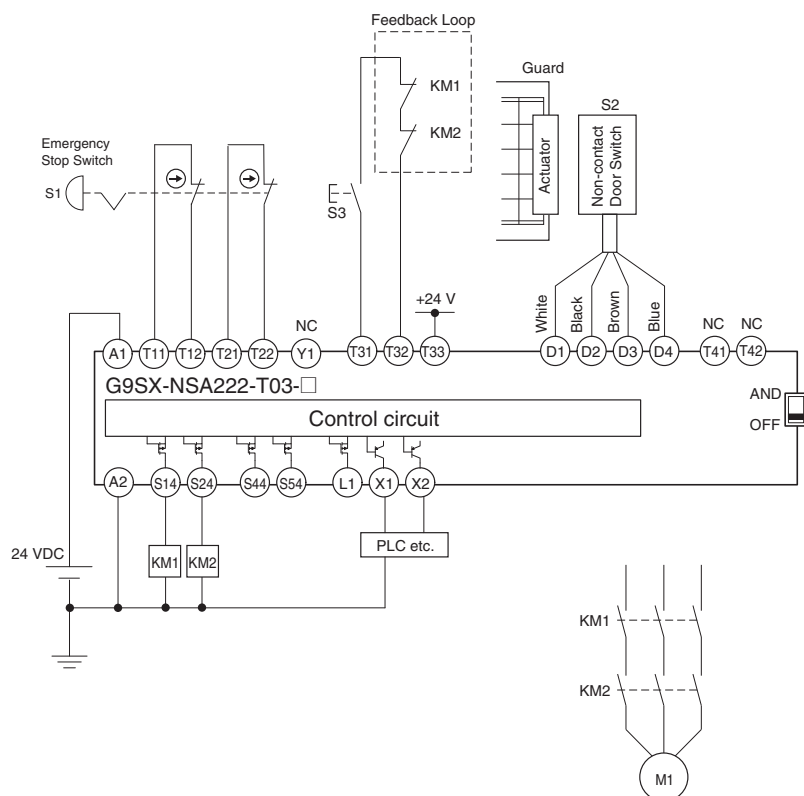 Feedback Loop
KM1
KM2
Guard
Actuator
S2
Non-contact
Door Switch
Emergency
Stop Switch
S1
S3
+24 V
White
Black
Brown
Blue
NC
NC
NC
A1
T11
T12
T21
T22
Y1
T31
T32
T33
D1
D2
D3
D4
T41
T42
G9SX-NSA222-T03-□
Control circuit
AND
OFF
A2
S14
S24
S44
S54
L1
X1
X2
24 VDC
KM1
KM2
PLC etc.
KM1
KM2
M1